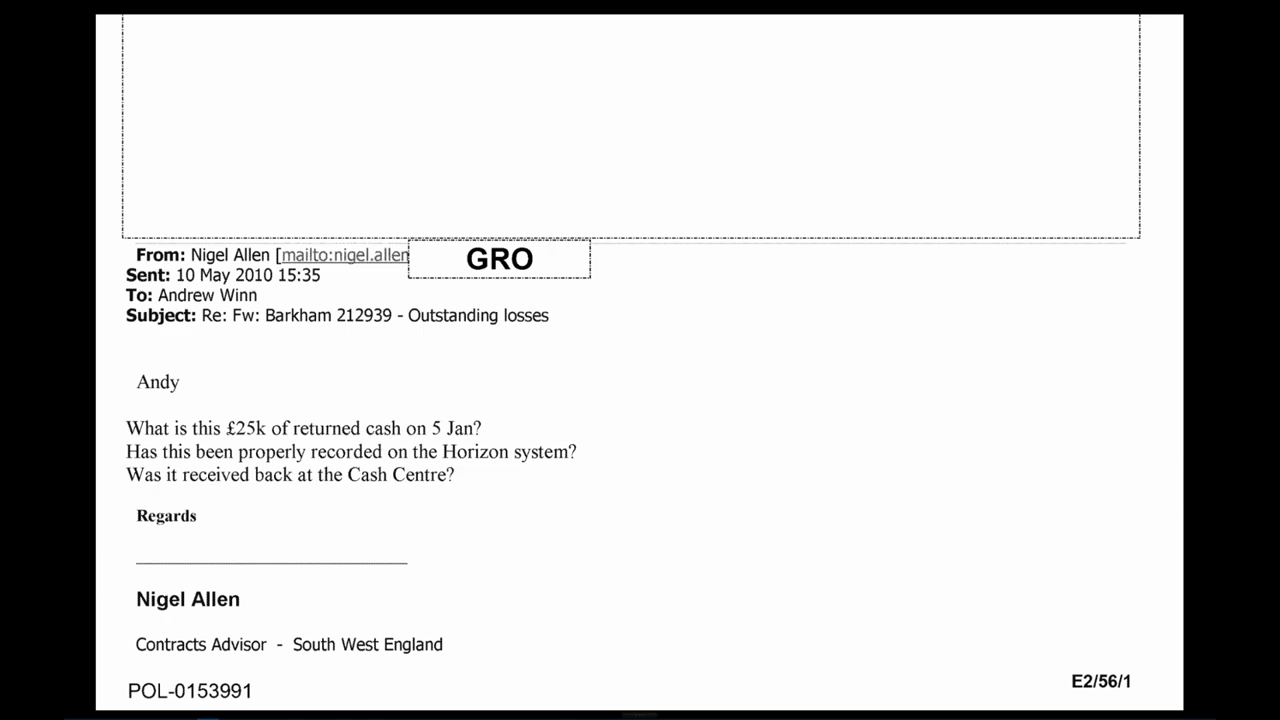 From: Nigel Allen [mailto:nigel.allen GRO
Sent: 10 May 2010 15:35
To: Andrew Winn
Subject: Re: Fw: Barkham 212939 - Outstanding losses
Andy
What is this £25k of returned cash on 5 Jan?
Has this been properly recorded on the Horizon system?
Was it received back at the Cash Centre?
Regards
Nigel Allen
Contracts Advisor - South West England
POL-0153991
E2/56/1